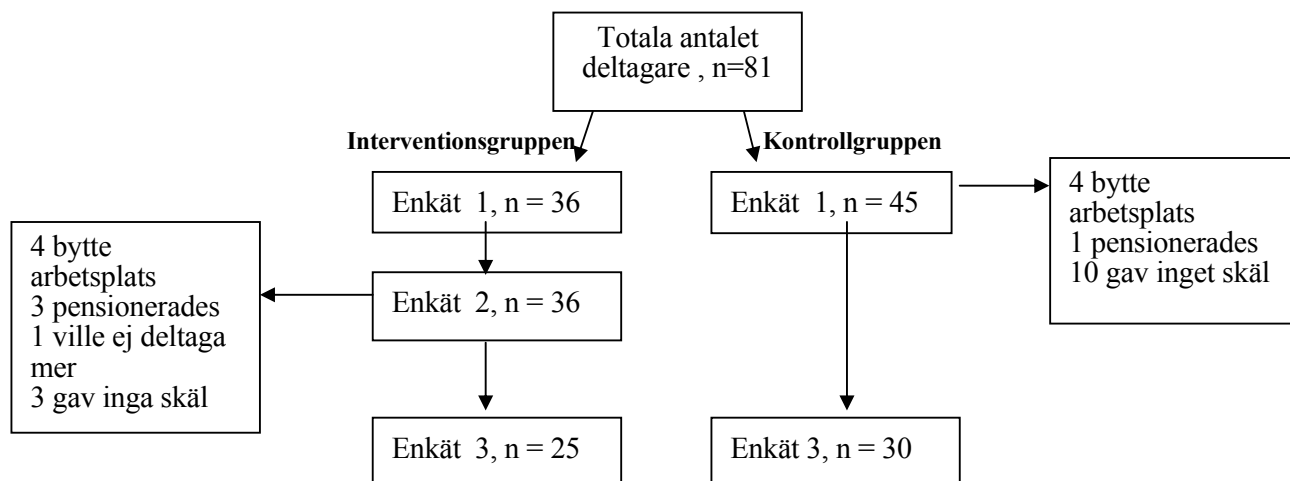 Totala antalet
deltagare , n=81
Interventionsgruppen
Kontrollgruppen
Enkät 1, n = 36
Enkät 1, n = 45
4 bytte
arbetsplats
1 pensionerades
10 gav inget skäl
4 bytte
arbetsplats
3 pensionerades
1 ville ej deltaga
mer
3 gav inga skäl
Enkät 2, n = 36
Enkät 3, n = 25
Enkät 3, n = 30